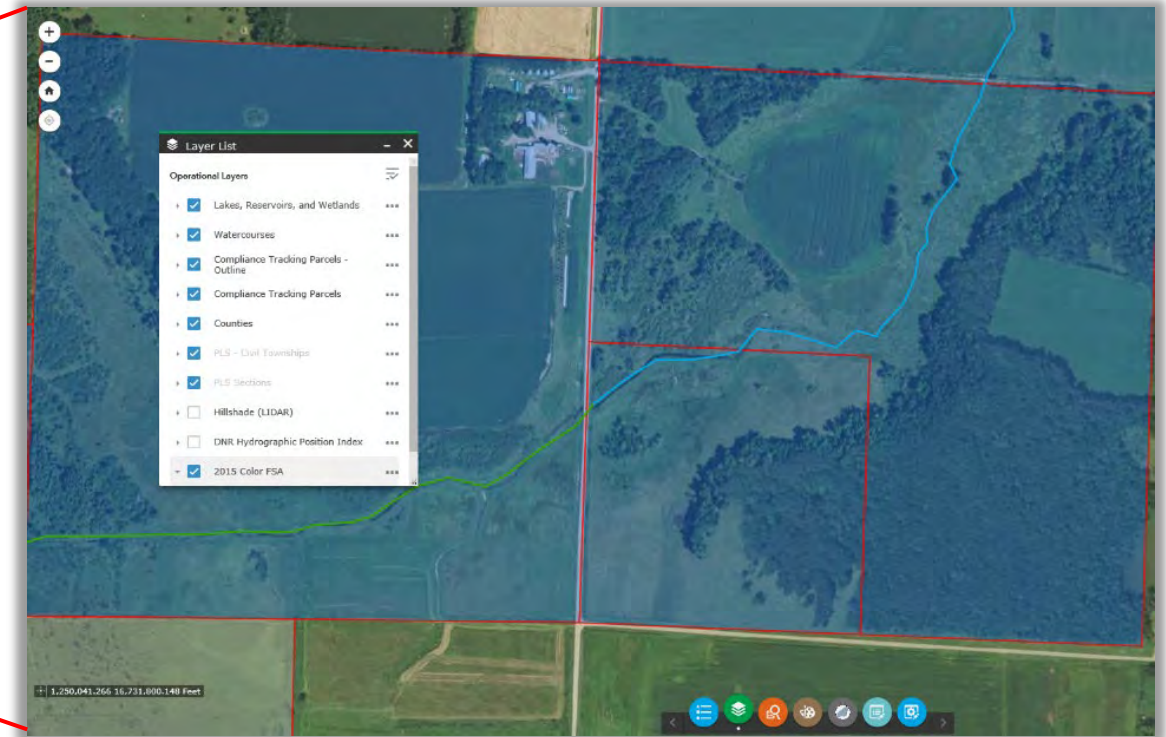 Layer List
Operational Layers
Lakes, Reservoirs, and Wetlands
Watercourses
Compliance Tracking Parcels -
Outline
Compliance Tracking Parcels
Counties
PLS - Civil Townships
PLS Sections
Hillshade (LIDAR)
DNR Hydrographic Position Index
2015 Color FSA
1,250,041.266 16,731,800.148 Feet